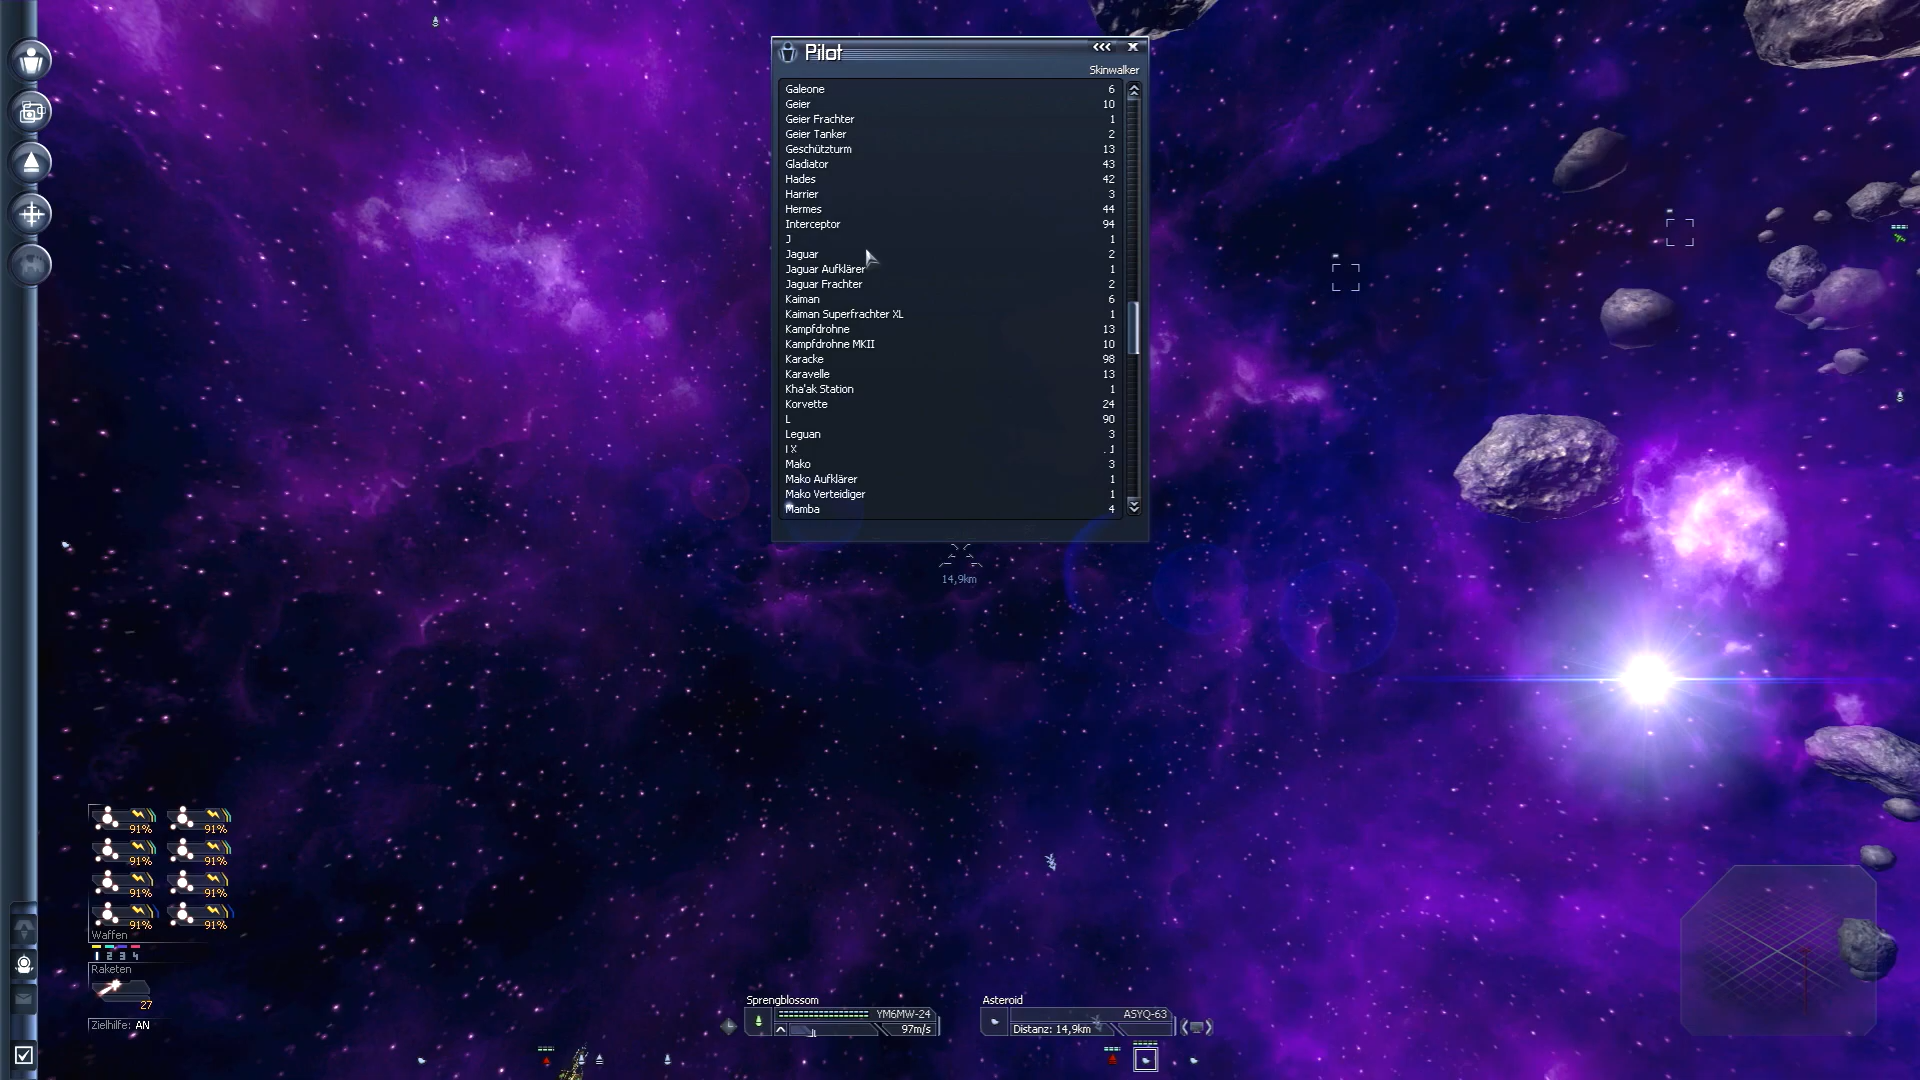 Pilot
Skinwalker
Galeone 6
Geier 10
Geier Frachter 1
Geier Tanker 2
Geschützturm 13
Gladiator 43
Hades 42
Harrier 3
Hermes 44
Interceptor 94
J 1
Jaguar 2
Jaguar Aufklärer 1
Jaguar Frachter 2
Kaiman 6
Kaiman Superfrachter XL 1
Kampfdrohne 13
Kampfdrohne MKII 10
Karacke 98
Karavelle 13
Kha'ak Station 1
Korvette 24
L 90
Leguan 3
LX 1
Mako 3
Mako Aufklärer 1
Mako Verteidiger 1
Mamba 4
14,9km
91% 91%
91% 91%
91% 91%
91% 91%
Waffen
1 2 3 4
Raketen
27
Zielhilfe: AN
Sprengblossom
YM6MW-24
97m/s
Asteroid
ASYQ-63
Distanz: 14,9km